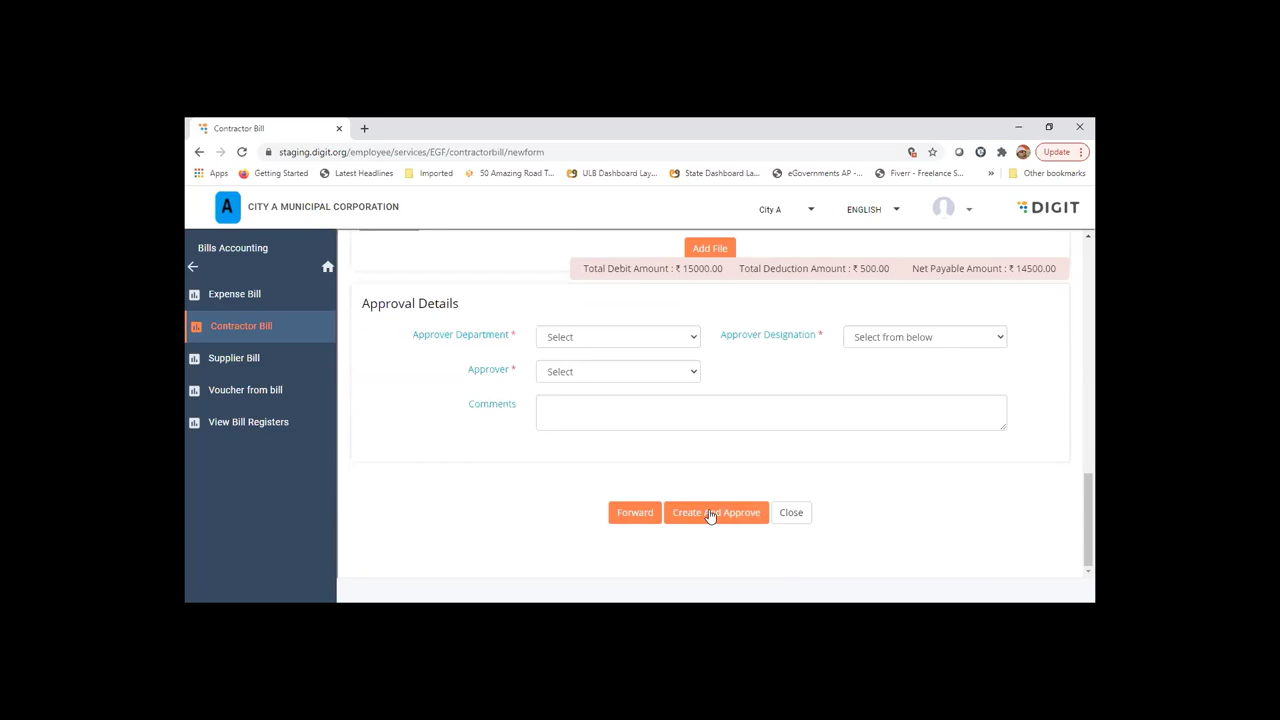 Contractor Bill
staging.digit.org/employee/services/EGF/contractorbill/newform
Update
Apps Getting Started Latest Headlines Imported 50 Amazing Road T... ULB Dashboard Lay... State Dashboard La... eGovernments AP -... Fiverr - Freelance S... » Other bookmarks
A CITY A MUNICIPAL CORPORATION City A ENGLISH DIGIT
Bills Accounting
Expense Bill
Contractor Bill
Supplier Bill
Voucher from bill
View Bill Registers
Add File
Total Debit Amount : ₹ 15000.00 Total Deduction Amount : ₹ 500.00 Net Payable Amount : ₹ 14500.00
Approval Details
Approver Department * Select Approver Designation * Select from below
Approver * Select
Comments
Forward Create And Approve Close